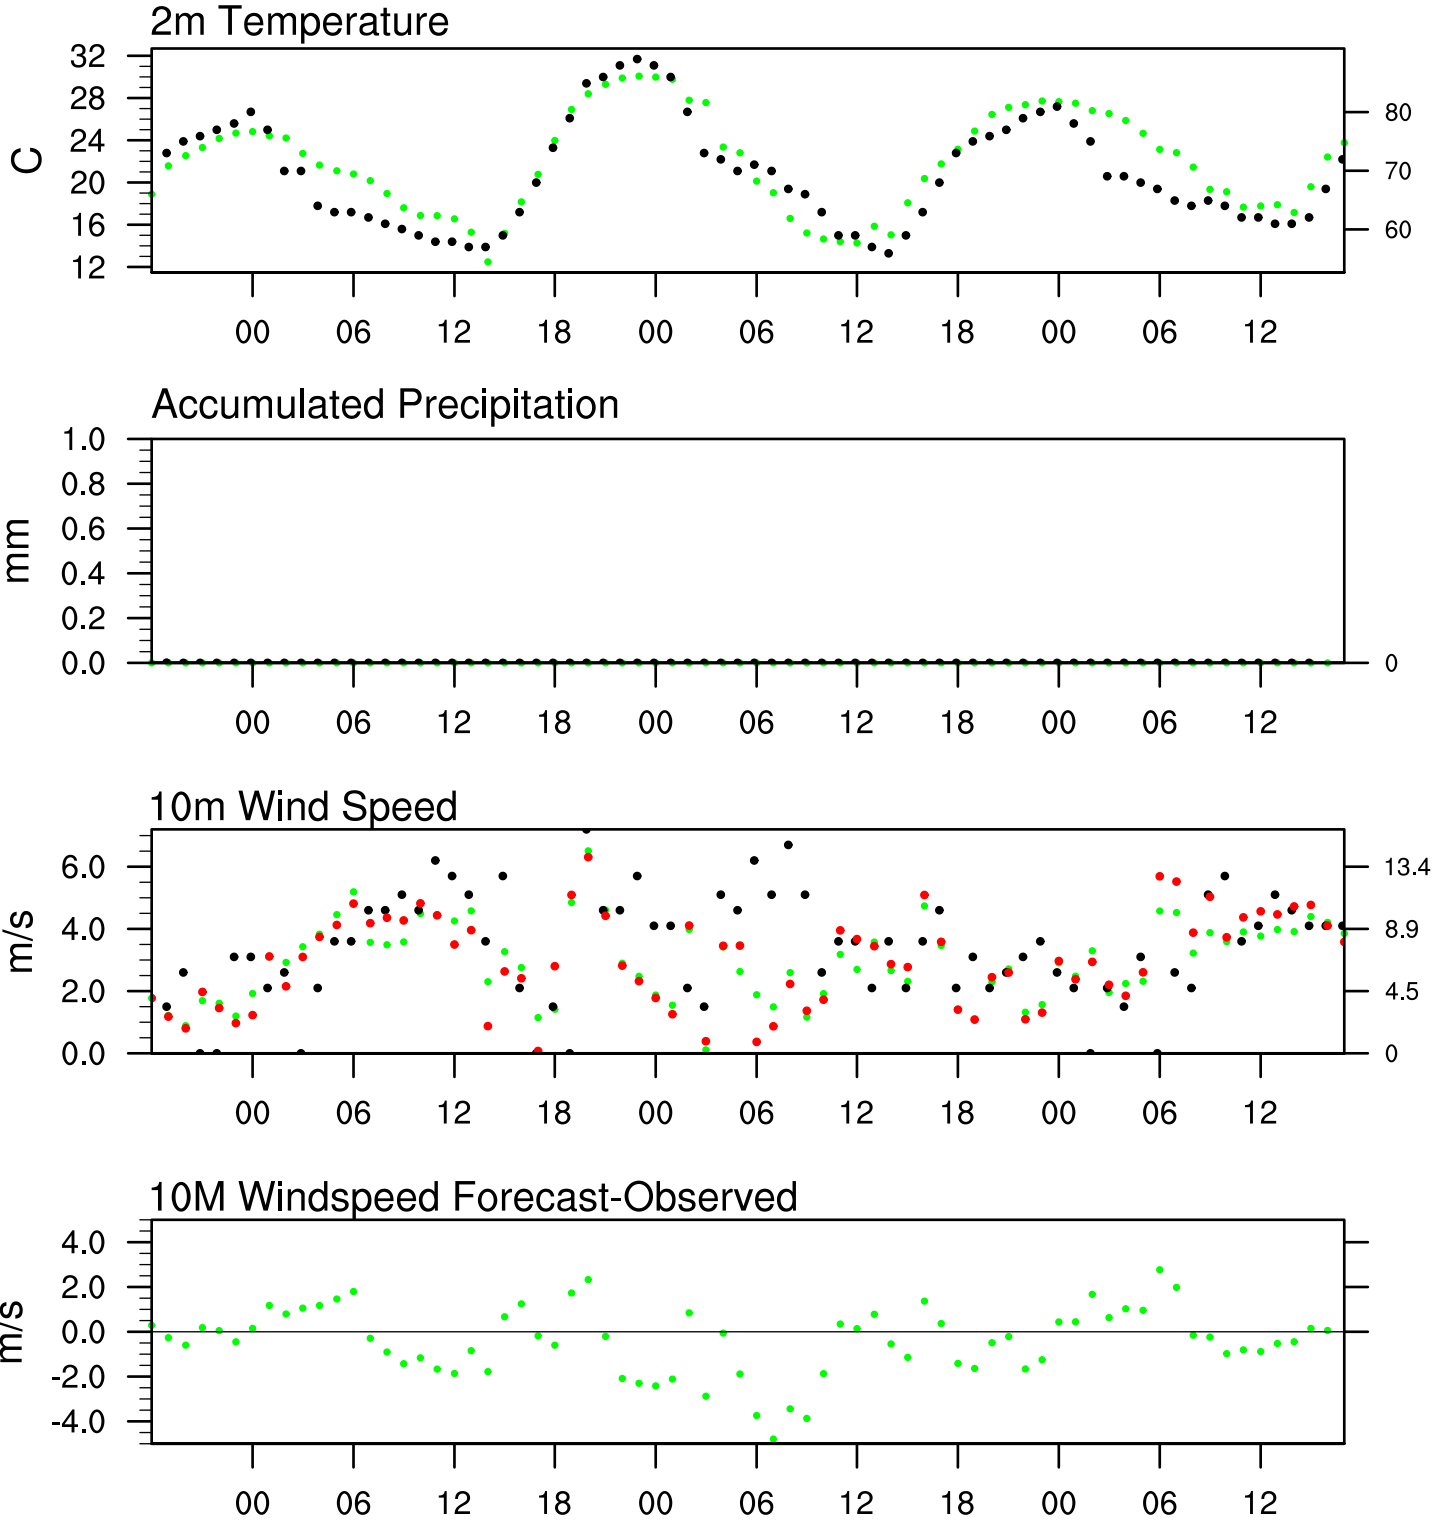 2m Temperature
32
28
24
20
16
12
C
80
70
60
00 06 12 18 00 06 12 18 00 06 12
Accumulated Precipitation
1.0
0.8
0.6
0.4
0.2
0.0
mm
0
00 06 12 18 00 06 12 18 00 06 12
10m Wind Speed
6.0
4.0
2.0
0.0
m/s
13.4
8.9
4.5
0
00 06 12 18 00 06 12 18 00 06 12
10M Windspeed Forecast-Observed
4.0
2.0
0.0
-2.0
-4.0
m/s
00 06 12 18 00 06 12 18 00 06 12